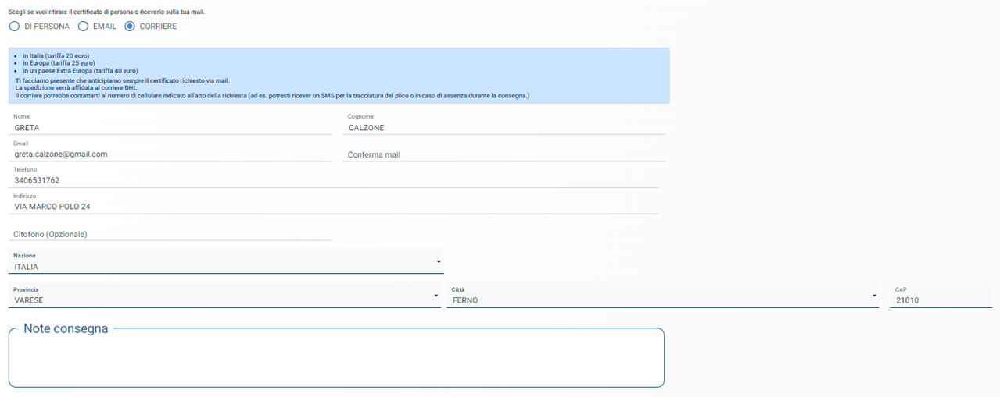 Scegli se vuoi ritirare il certificato di persona o riceverlo sulla tua mail.
DI PERSONA EMAIL CORRIERE
• in Italia (tariffa 20 euro)
• in Europa (tariffa 25 euro)
• in un paese Extra Europa (tariffa 40 euro)
Ti facciamo presente che anticipiamo sempre il certificato richiesto via mail.
La spedizione verrà affidata al corriere DHL.
Il corriere potrebbe contattarti al numero di cellulare indicato all'atto della richiesta (ad es. potresti ricever un SMS per la tracciatura del plico o in caso di assenza durante la consegna.)
Nome Cognome
GRETA CALZONE
Email
greta.calzone@gmail.com Conferma mail
Telefono
3406531762
Indirizzo
VIA MARCO POLO 24
Citofono (Opzionale)
Nazione
ITALIA
Provincia Città CAP
VARESE FERNO 21010
Note consegna